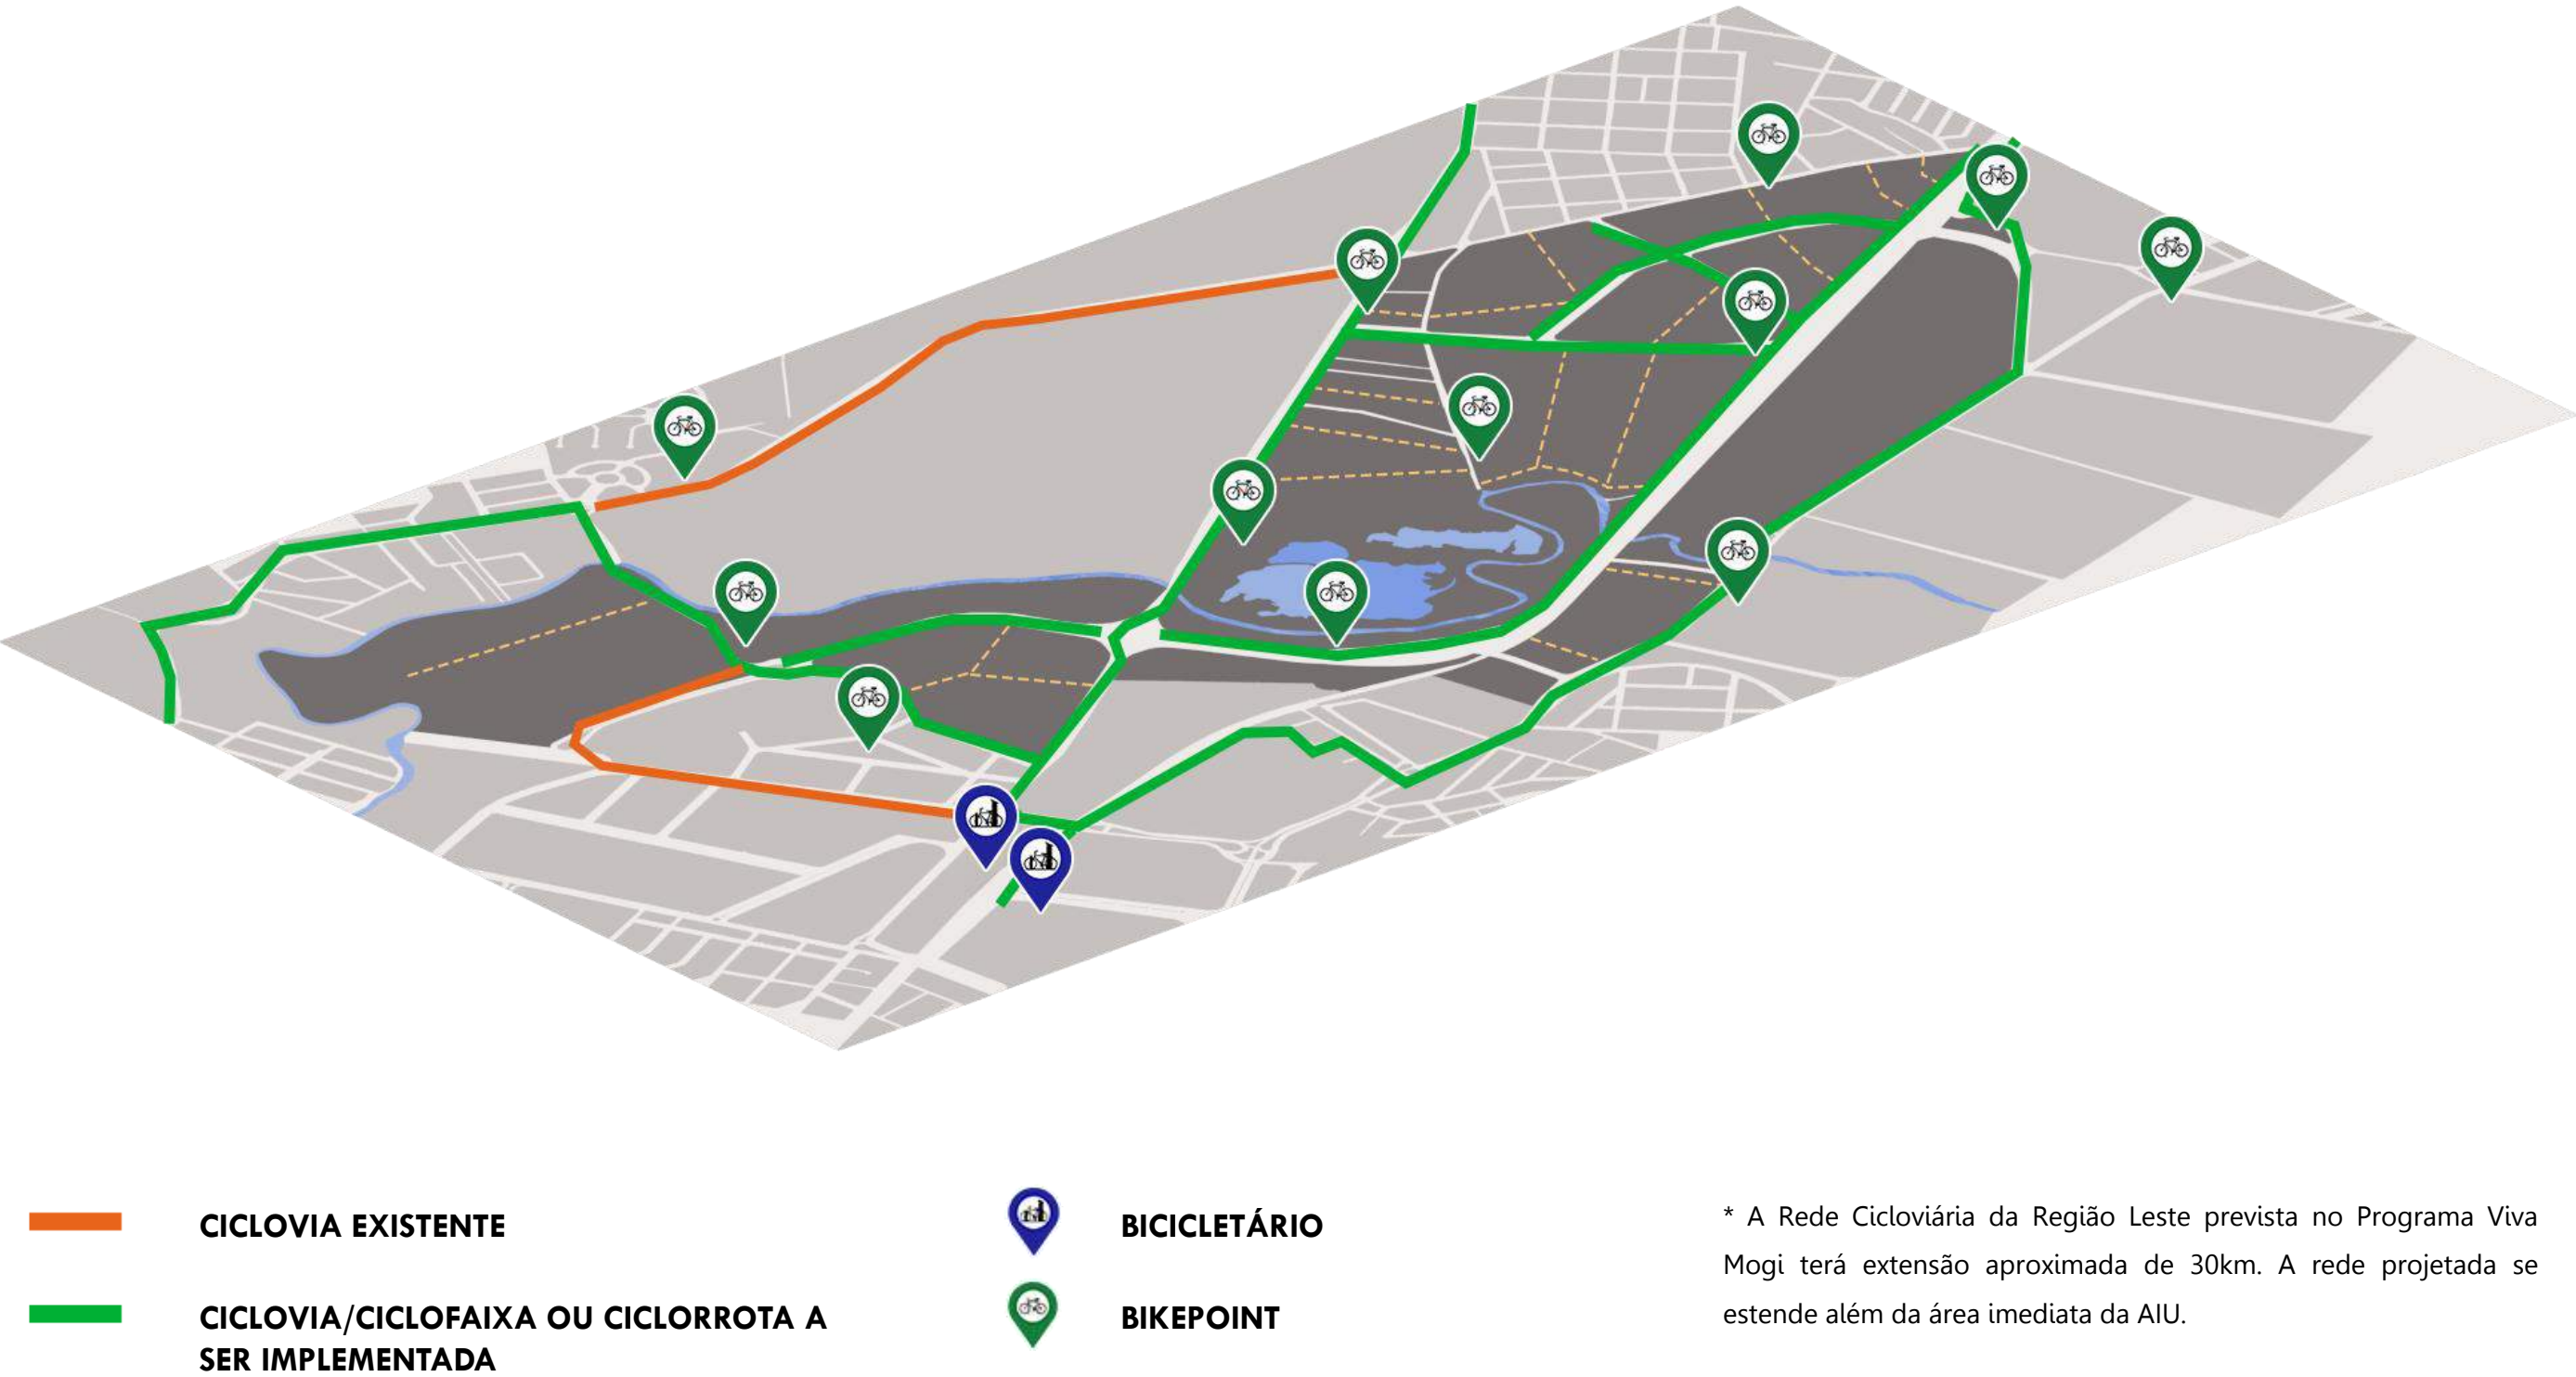 CICLOVIA EXISTENTE
CICLOVIA/CICLOFAIXA OU CICLORROTA A
SER IMPLEMENTADA
BICICLETÁRIO
BIKEPOINT
* A Rede Cicloviária da Região Leste prevista no Programa Viva
Mogi terá extensão aproximada de 30km. A rede projetada se
estende além da área imediata da AIU.